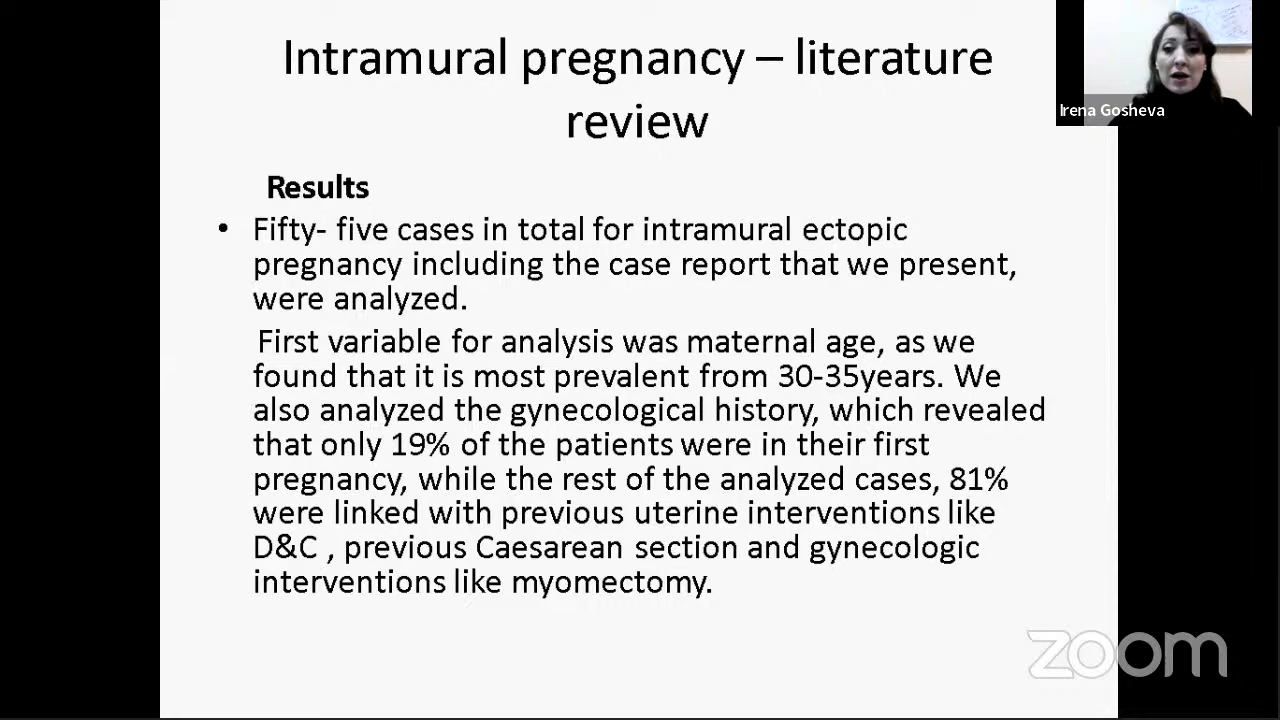 Intramural pregnancy – literature
review
Irena Gosheva
Results
• Fifty- five cases in total for intramural ectopic
pregnancy including the case report that we present,
were analyzed.
First variable for analysis was maternal age, as we
found that it is most prevalent from 30-35years. We
also analyzed the gynecological history, which revealed
that only 19% of the patients were in their first
pregnancy, while the rest of the analyzed cases, 81%
were linked with previous uterine interventions like
D&C , previous Caesarean section and gynecologic
interventions like myomectomy.
zoom